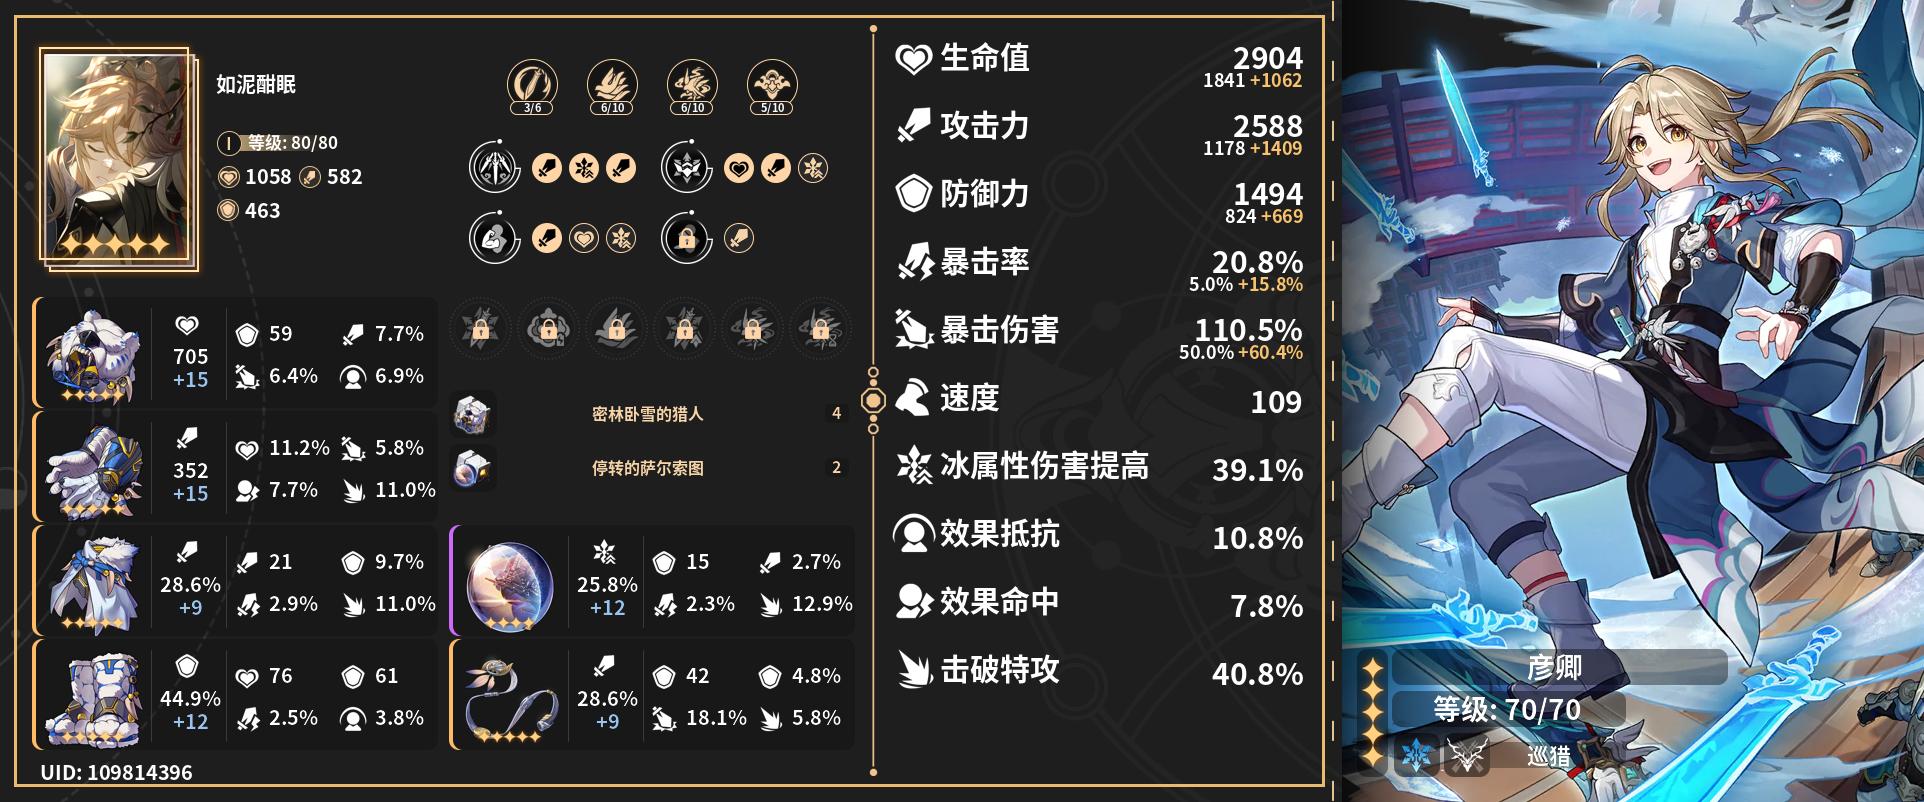 如泥酣眠
I 等级: 80/80
1058 582
463
3/6 6/10 6/10 5/10
705
+15
59 7.7%
6.4% 6.9%
352
+15
11.2% 5.8%
7.7% 11.0%
28.6%
+9
21 9.7%
2.9% 11.0%
44.9%
+12
76 61
2.5% 3.8%
密林卧雪的猎人 4
停转的萨尔索图 2
25.8%
+12
15 2.7%
2.3% 12.9%
28.6%
+9
42 4.8%
18.1% 5.8%
UID: 109814396
生命值 2904
1841 +1062
攻击力 2588
1178 +1409
防御力 1494
824 +669
暴击率 20.8%
5.0% +15.8%
暴击伤害 110.5%
50.0% +60.4%
速度 109
冰属性伤害提高 39.1%
效果抵抗 10.8%
效果命中 7.8%
击破特攻 40.8%
彦卿
等级: 70/70
巡猎